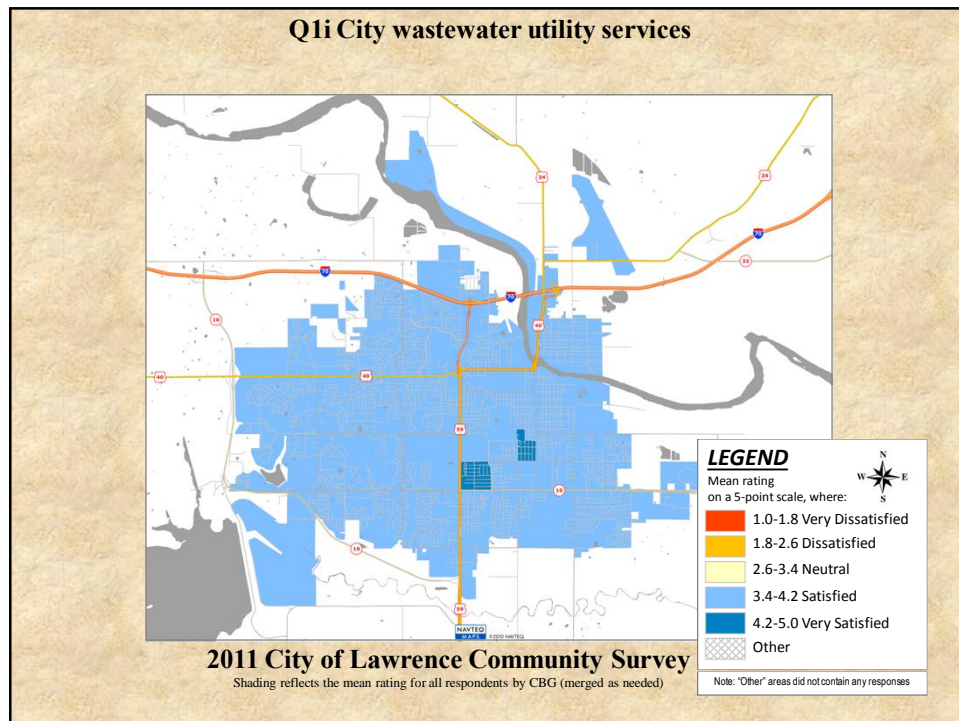 Q1i City wastewater utility services
24
24
70
32
70
70
10
40
40
40
59
10
10
59
NAVTEQ
MAPS
©2010 NAVTEQ
LEGEND
Mean rating
on a 5-point scale, where:
N
W E
S
1.0-1.8 Very Dissatisfied
1.8-2.6 Dissatisfied
2.6-3.4 Neutral
3.4-4.2 Satisfied
4.2-5.0 Very Satisfied
Other
Note: “Other” areas did not contain any responses
2011 City of Lawrence Community Survey
Shading reflects the mean rating for all respondents by CBG (merged as needed)